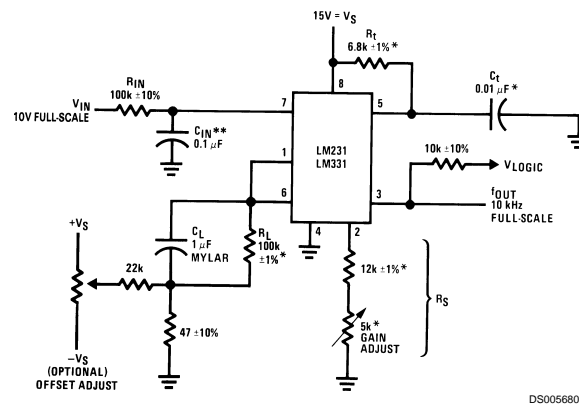 15V = VS
Rt
6.8k ±1%*
8
RIN
100k ±10%
VIN
10V FULL-SCALE
7
5
Ct
0.01 μF*
CIN**
0.1 μF
LM231
LM331
10k ±10%
VLOGIC
1
6
3
fOUT
10 kHz
FULL-SCALE
4
2
+VS
CL
1 μF
MYLAR
RL
100k
±1%*
22k
12k ±1%*
RS
5k*
GAIN
ADJUST
47 ±10%
−VS
(OPTIONAL)
OFFSET ADJUST
DS005680